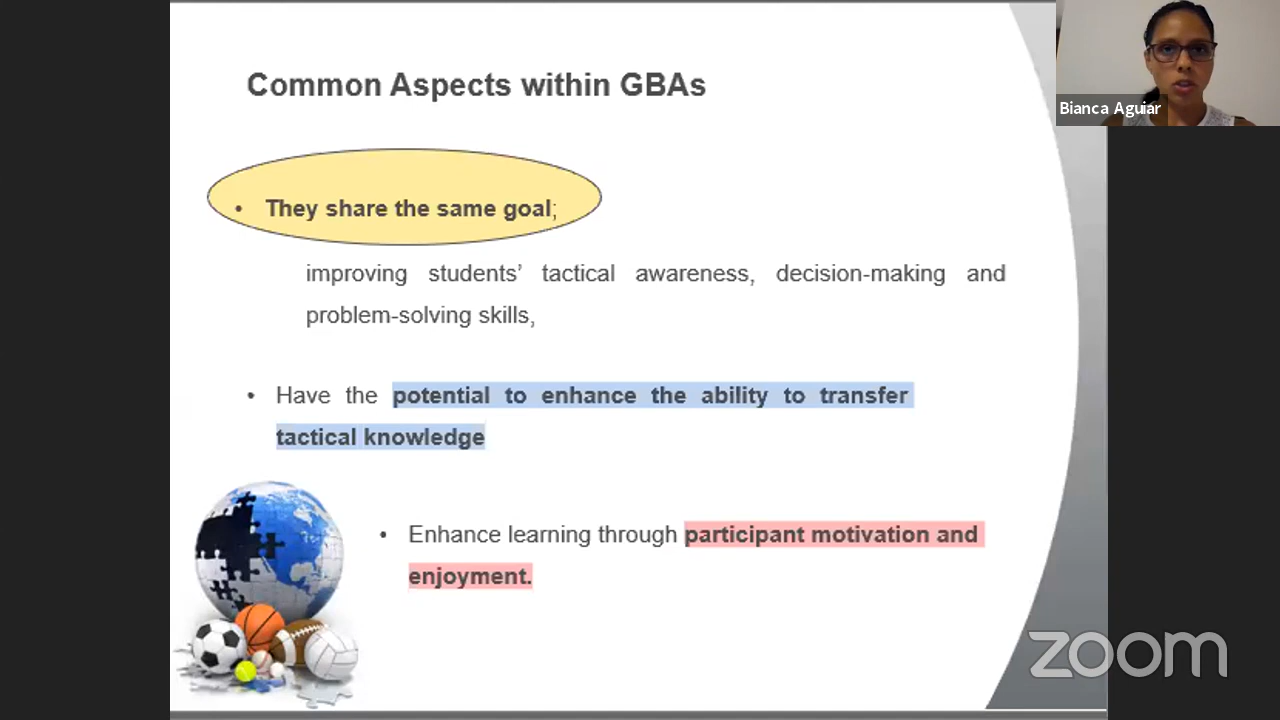 Common Aspects within GBAs
Bianca Aguiar
• They share the same goal;
improving students’ tactical awareness, decision-making and
problem-solving skills,
• Have the potential to enhance the ability to transfer
tactical knowledge
• Enhance learning through participant motivation and
enjoyment.
zoom